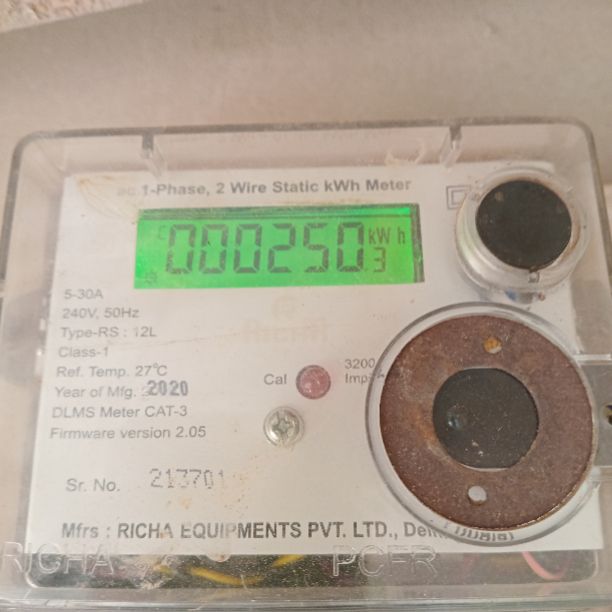 1-Phase, 2 Wire Static kWh Meter
000250.3 kWh
5-30A
240V, 50Hz
Type-RS : 12L
Class-1
Ref. Temp. 27°C
Year of Mfg. 2020
DLMS Meter CAT-3
Firmware version 2.05
Cal
3200
Sr. No. 213701
Mfrs : RICHA EQUIPMENTS PVT. LTD.,
RICHA